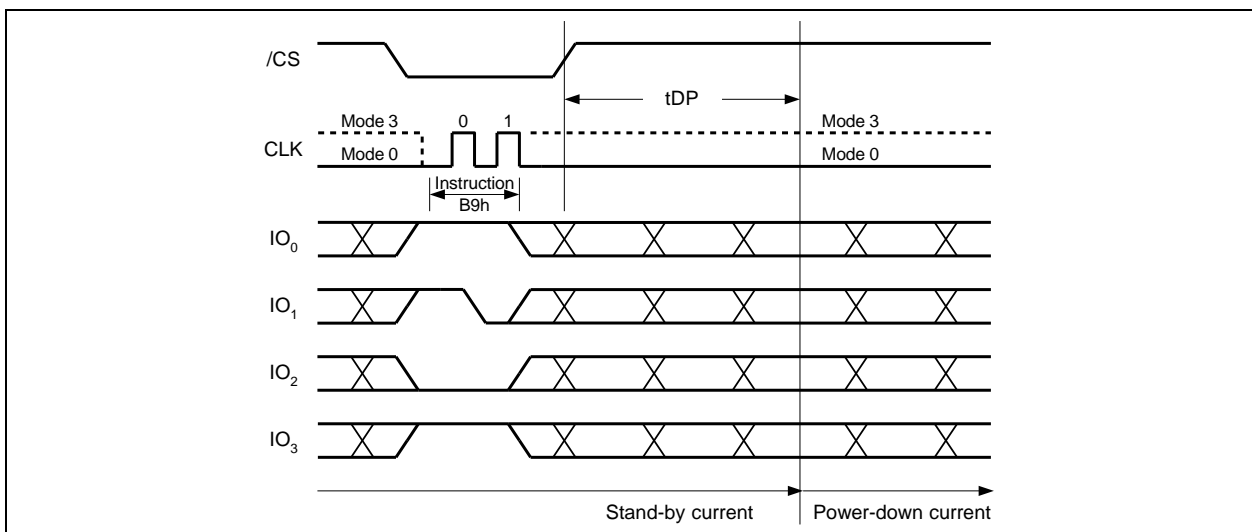 /CS
tDP
Mode 3 0 1 Mode 3
CLK
Mode 0 Mode 0
Instruction
B9h
IO0
IO1
IO2
IO3
Stand-by current Power-down current